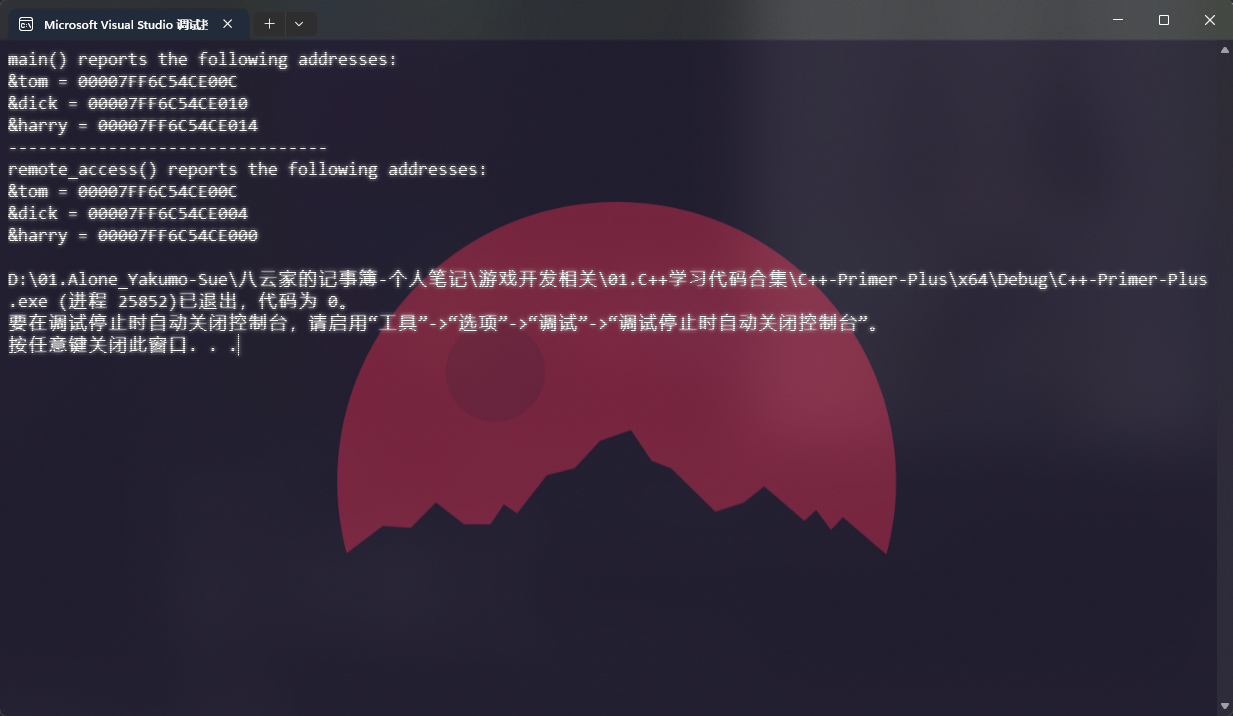 Microsoft Visual Studio 调试
main() reports the following addresses:
&tom = 00007FF6C54CE00C
&dick = 00007FF6C54CE010
&harry = 00007FF6C54CE014
--------------------------------
remote_access() reports the following addresses:
&tom = 00007FF6C54CE00C
&dick = 00007FF6C54CE004
&harry = 00007FF6C54CE000
D:\01.Alone_Yakumo-Sue\八云家的记事簿-个人笔记\游戏开发相关\01.C++学习代码合集\C++-Primer-Plus\x64\Debug\C++-Primer-Plus
.exe (进程 25852)已退出，代码为 0。
要在调试停止时自动关闭控制台，请启用“工具”->“选项”->“调试”->“调试停止时自动关闭控制台”。
按任意键关闭此窗口. . .